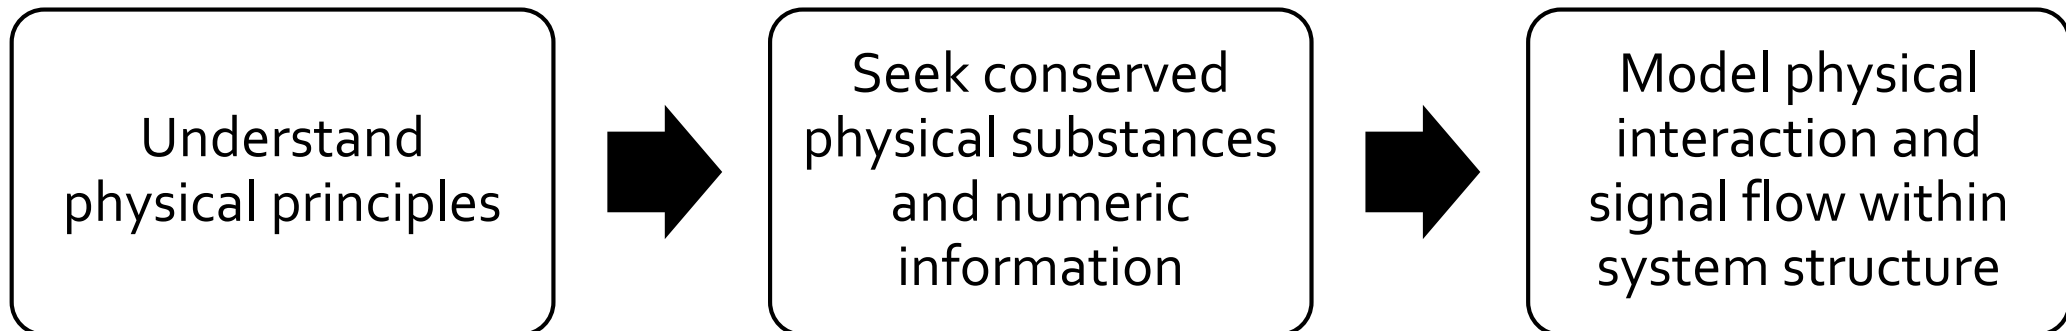 Understand
physical principles
Seek conserved
physical substances
and numeric
information
Model physical
interaction and
signal flow within
system structure